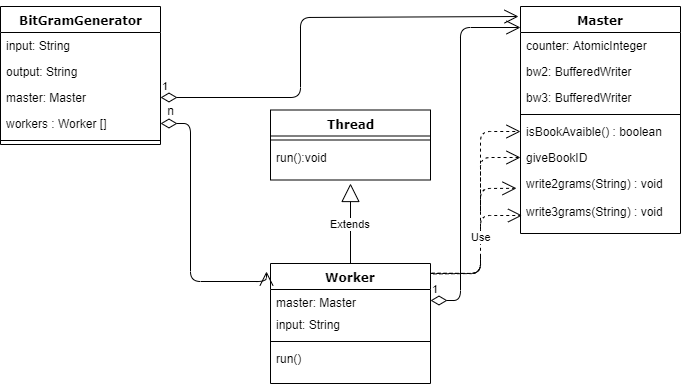 BitGramGenerator
input: String
output: String
master: Master
workers : Worker []
1
n
Thread
run():void
Extends
Worker
master: Master
input: String
run()
1
Master
counter: AtomicInteger
bw2: BufferedWriter
bw3: BufferedWriter
isBookAvaible() : boolean
giveBookID
write2grams(String) : void
write3grams(String) : void
Use